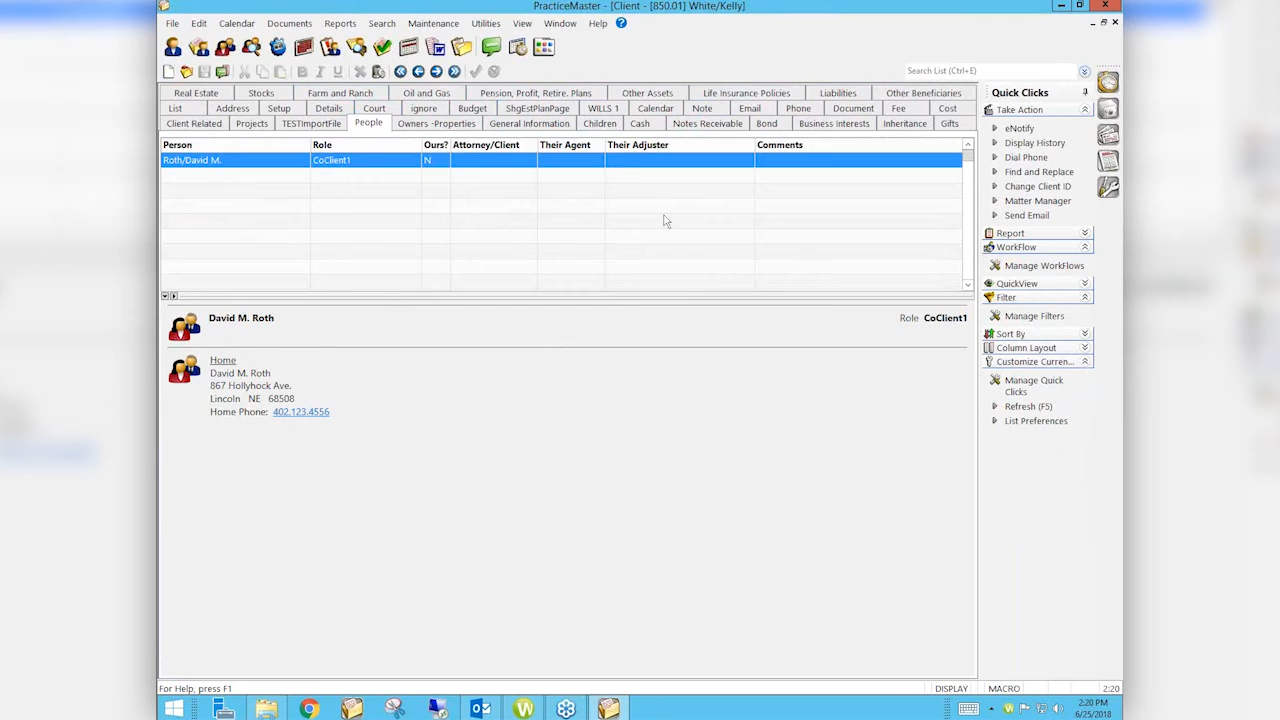 PracticeMaster - [Client - [850.01] White/Kelly]
File Edit Calendar Documents Reports Search Maintenance Utilities View Window Help
Search List (Ctrl+E)
Real Estate Stocks Farm and Ranch Oil and Gas Pension, Profit, Retire. Plans Other Assets Life Insurance Policies Liabilities Other Beneficiaries
List Address Setup Details Court ignore Budget ShgEstPlanPage WILLS 1 Calendar Note Email Phone Document Fee Cost
Client Related Projects TESTImportFile People Owners -Properties General Information Children Cash Notes Receivable Bond Business Interests Inheritance Gifts
Person Role Ours? Attorney/Client Their Agent Their Adjuster Comments
Roth/David M. CoClient1 N
David M. Roth Role CoClient1
Home
David M. Roth
867 Hollyhock Ave.
Lincoln NE 68508
Home Phone: 402.123.4556
Quick Clicks
Take Action
eNotify
Display History
Dial Phone
Find and Replace
Change Client ID
Matter Manager
Send Email
Report
WorkFlow
Manage WorkFlows
QuickView
Filter
Manage Filters
Sort By
Column Layout
Customize Curren...
Manage Quick
Clicks
Refresh (F5)
List Preferences
For Help, press F1 DISPLAY MACRO 2:20
2:20 PM
6/25/2018